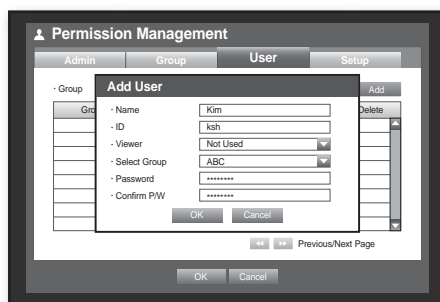 Permission Management
Admin Group User Setup
· Group Add
Add User
Gro Delete
· Name Kim
· ID ksh
· Viewer Not Used
· Select Group ABC
· Password ********
· Confirm P/W ********
OK Cancel
Previous/Next Page
OK Cancel